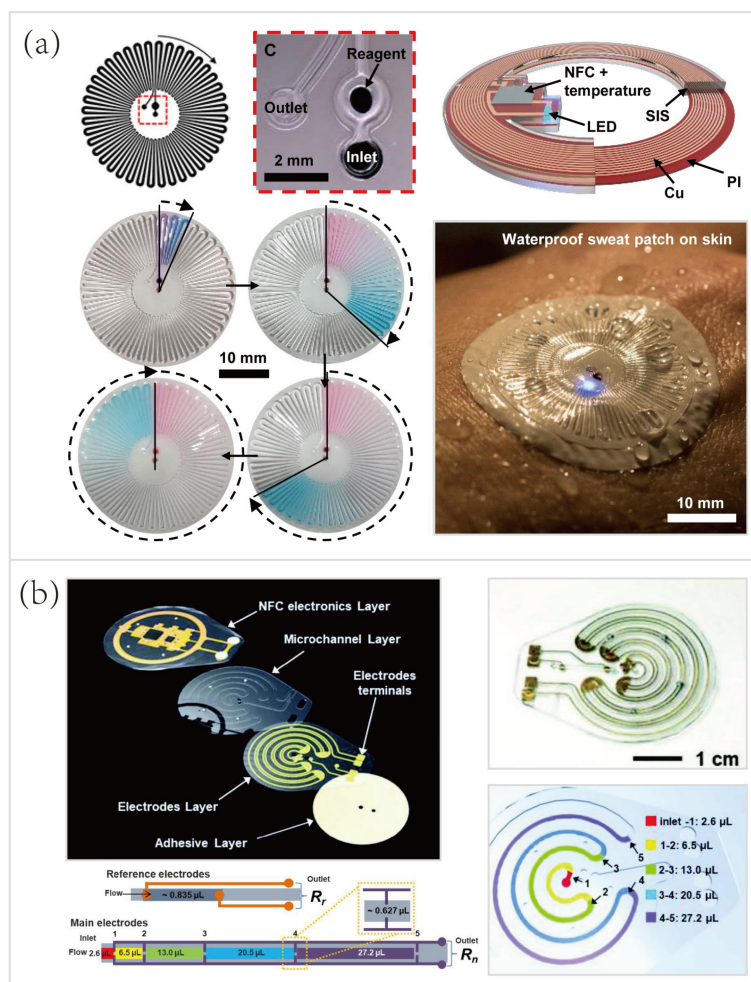 (a)
C
Reagent
Outlet
Inlet
2 mm
NFC +
temperature
LED
SIS
Cu
PI
10 mm
Waterproof sweat patch on skin
10 mm
(b)
NFC electronics Layer
Microchannel Layer
Electrodes
terminals
Electrodes Layer
Adhesive Layer
1 cm
Reference electrodes
Outlet
Flow
~ 0.835 µL
Rr
Main electrodes
~ 0.627 µL
Inlet
1 2 3 4 5
Outlet
Flow 2.6 µL 6.5 µL 13.0 µL 20.5 µL 27.2 µL
Rn
inlet -1: 2.6 µL
1-2: 6.5 µL
2-3: 13.0 µL
3-4: 20.5 µL
4-5: 27.2 µL
5
3
4
1
2